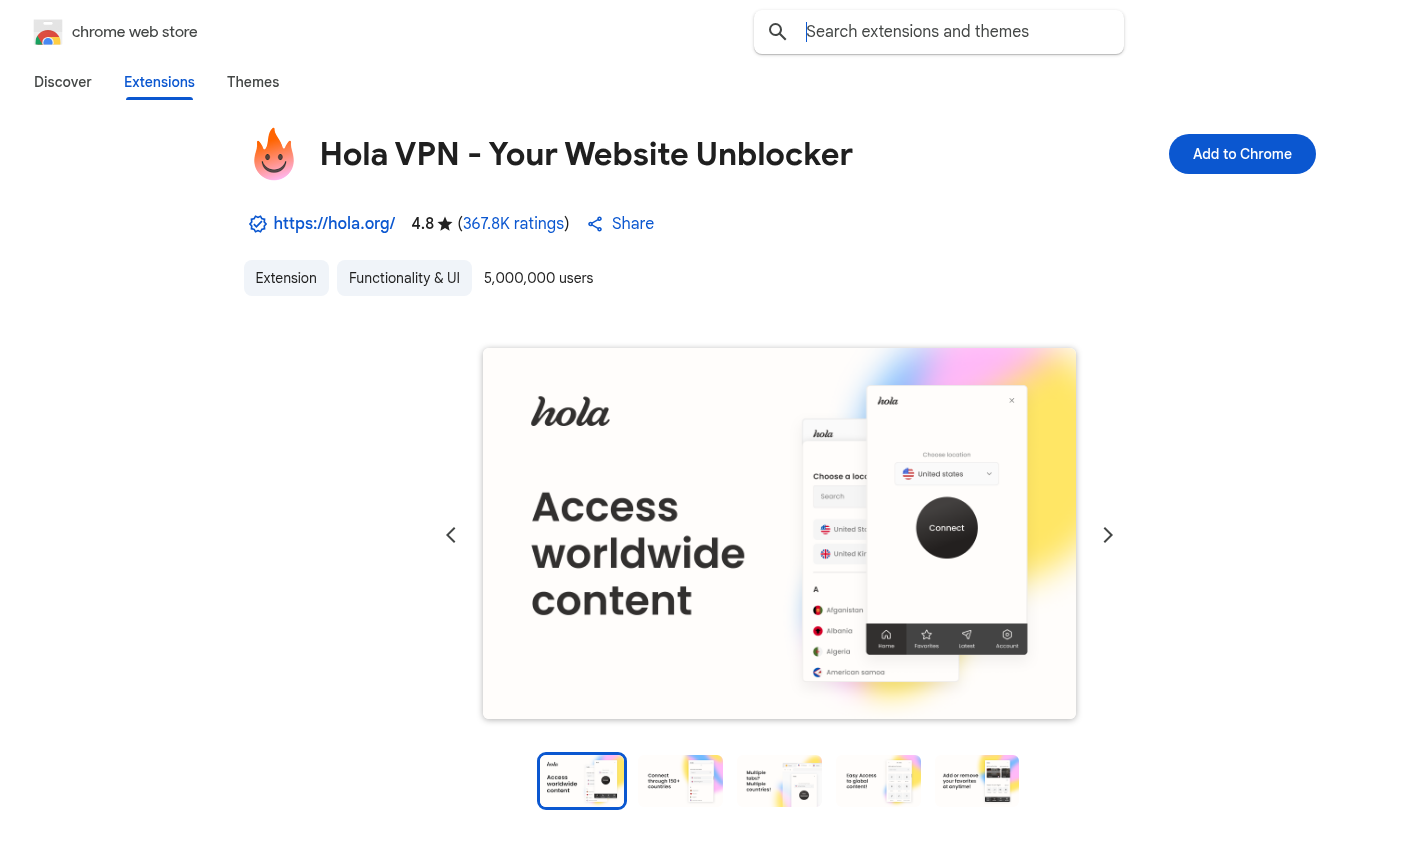 chrome web store
Search extensions and themes
Discover
Extensions
Themes
Hola VPN - Your Website Unblocker
Add to Chrome
https://hola.org/
4.8 ★ (367.8K ratings)
Share
Extension
Functionality & UI
5,000,000 users
hola
Access
worldwide
content
hola
Choose a loca
Search
United Sta
United Kin
A
Afganistan
Albania
Algeria
American samoa
hola
Choose location
United states
Connect
Home
Favorites
Latest
Account
hola
Access
worldwide
content
Connect
through 150+
countries
Multiple
tabs?
Multiple
countries!
Easy Access
to global
content!
Add or remove
your favorites
at anytime!